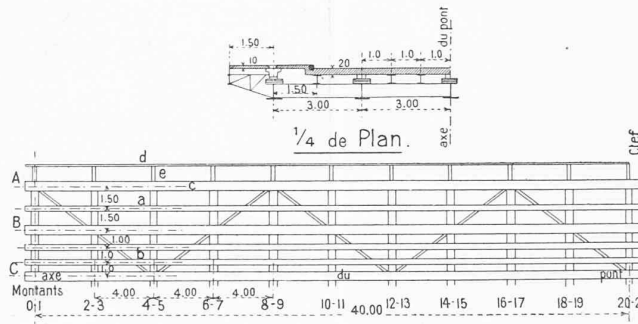 1.50
1.0 1.0 1.0
du pont
10
20
1.50
3.00 3.00
1/4 de Plan.
axe
Clef
d
A
e
c
1.50
a
B
1.50
1.00
1.0
b
C
1.0
axe du pont
Montants
4.00 4.00 4.00
0-1 2-3 4-5 6-7 8-9 10-11 12-13 14-15 16-17 18-19 20-2
40.00